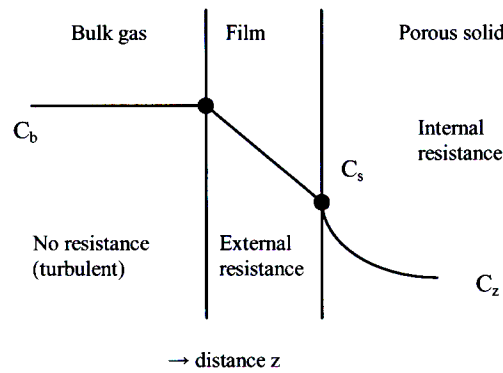 Bulk gas
Film
Porous solid
C_b
C_s
Internal
resistance
No resistance
(turbulent)
External
resistance
C_z
→ distance z